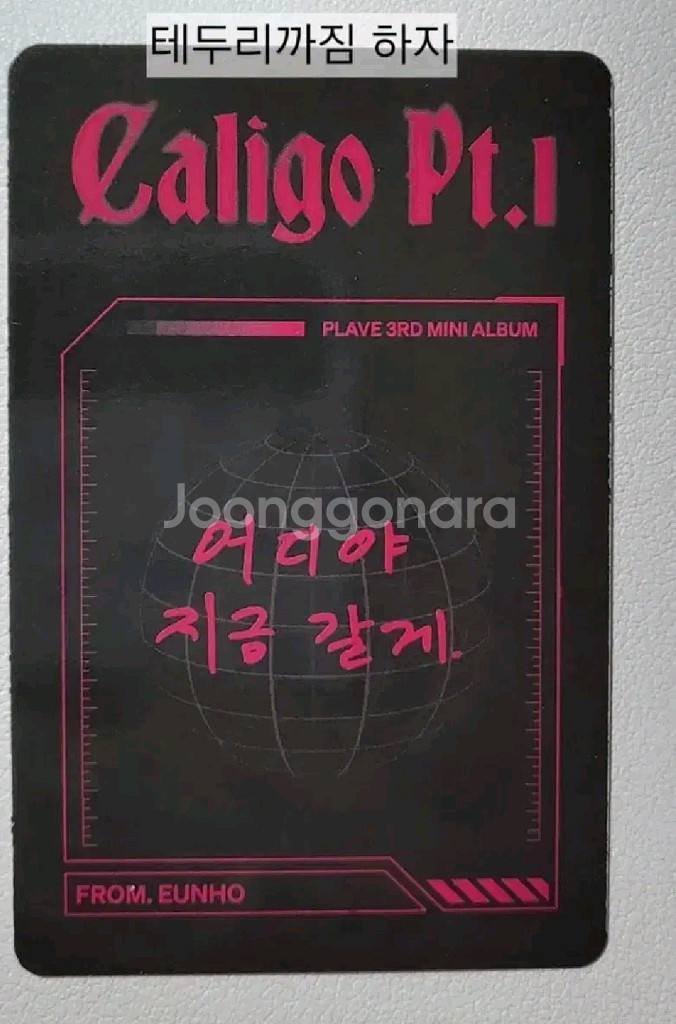 테두리까짐 하자
Caligo Pt.1
PLAVE 3RD MINI ALBUM
Joonggonara
어디야
지금 갈게.
FROM. EUNHO